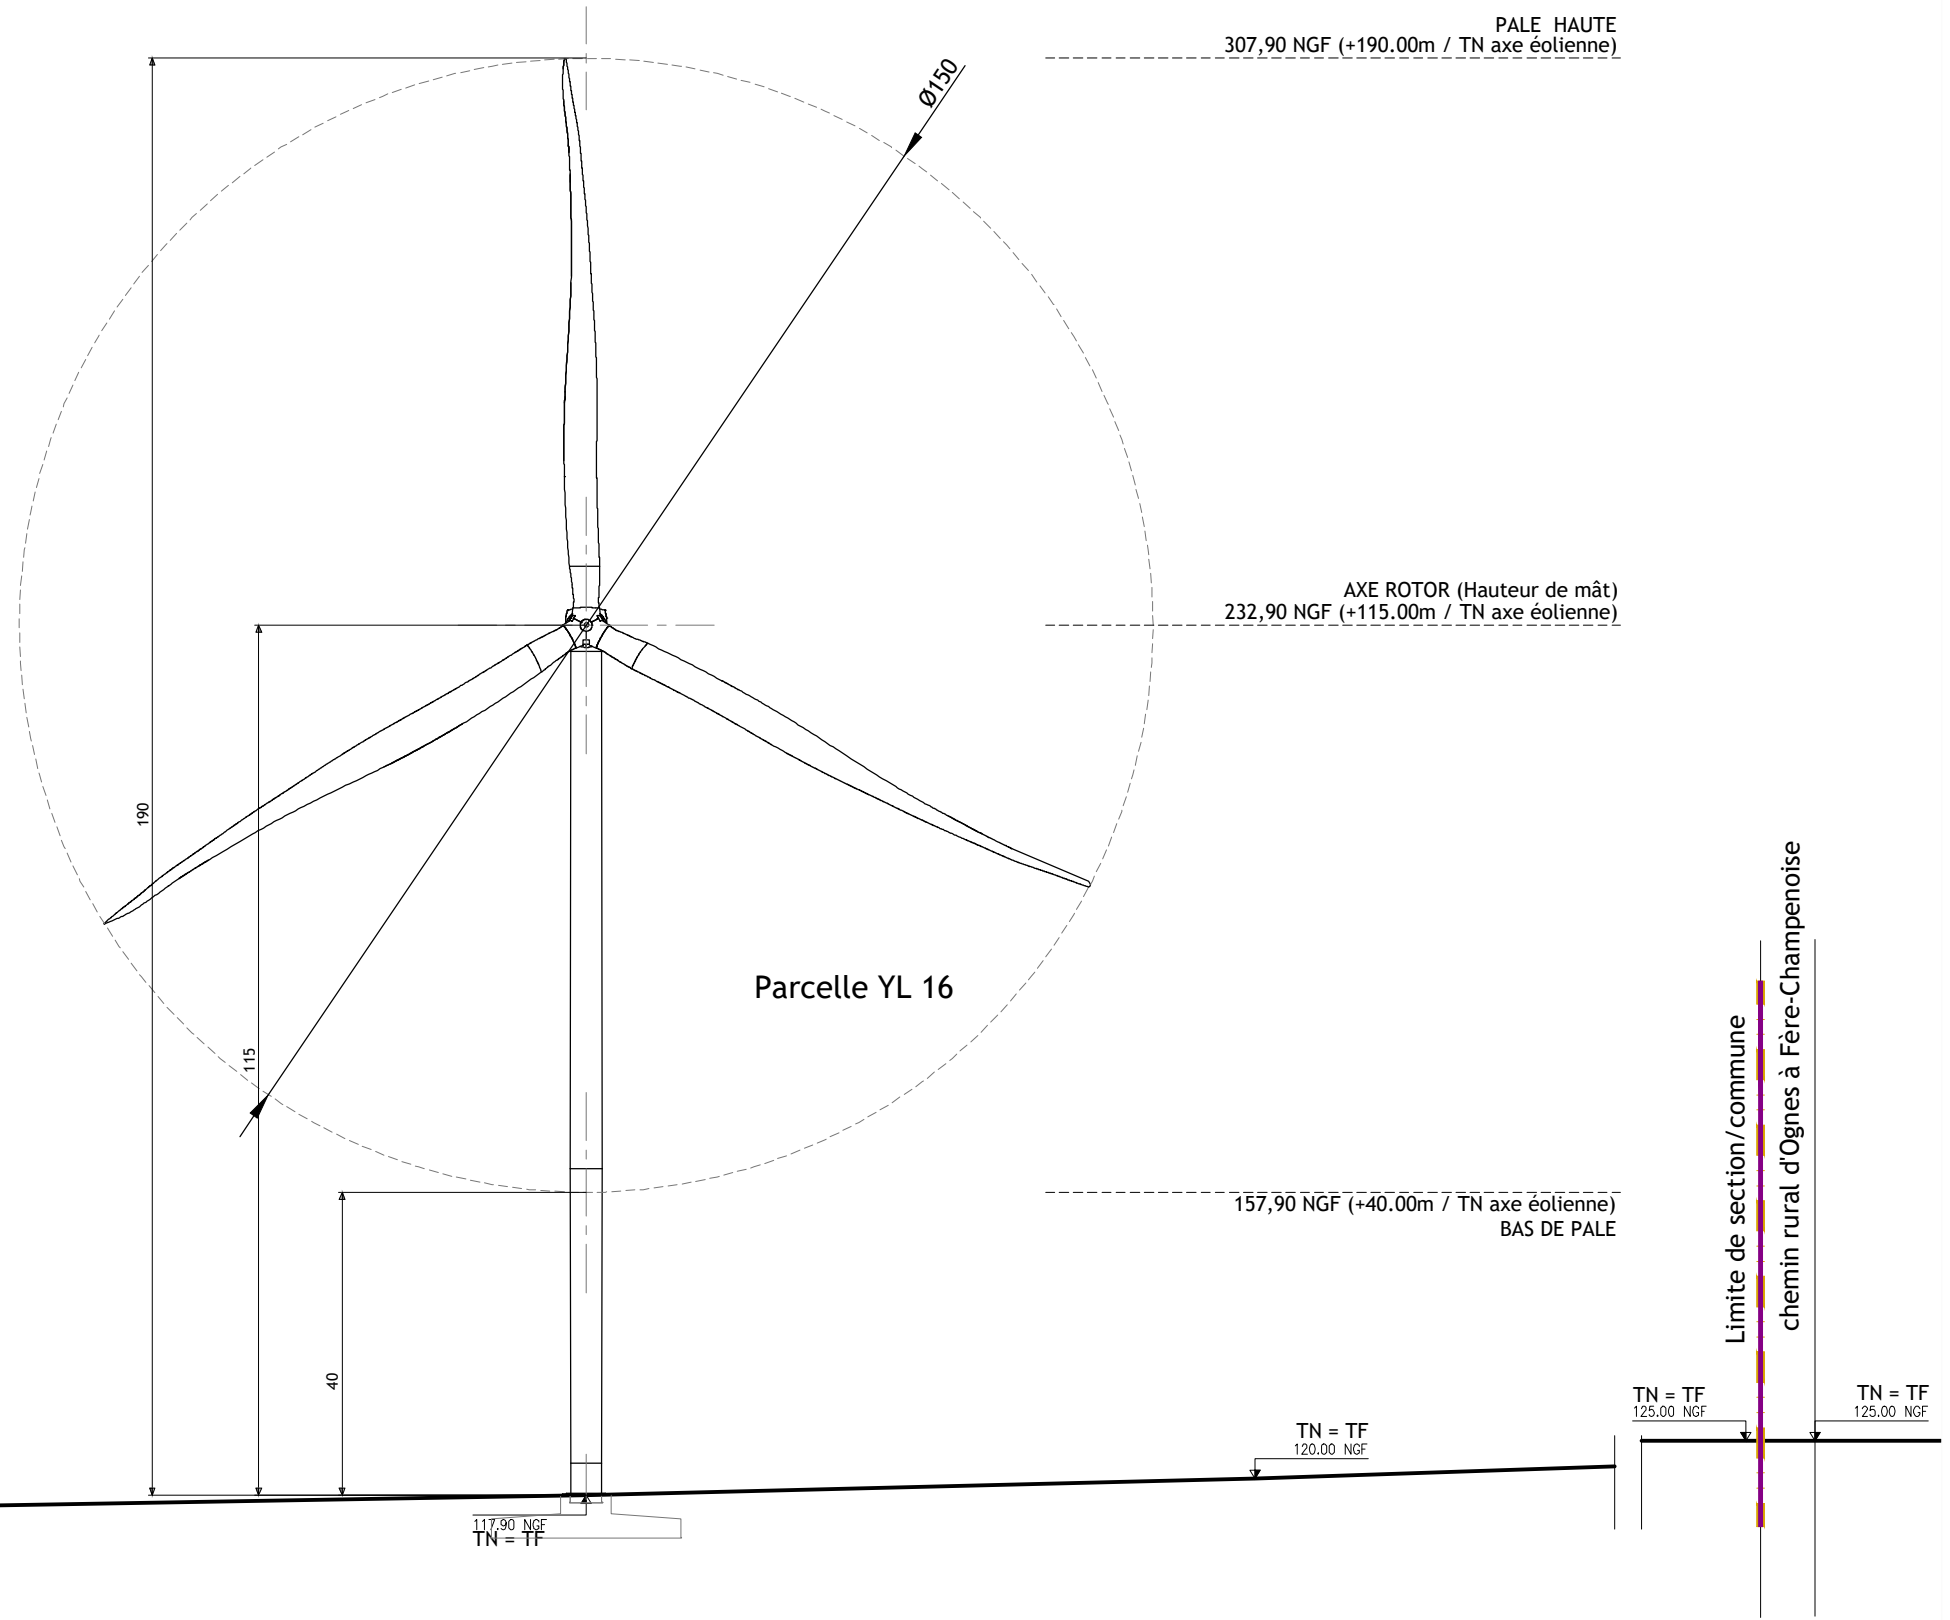 PALE HAUTE
307,90 NGF (+190.00m / TN axe éolienne)
Ø150
AXE ROTOR (Hauteur de mât)
232,90 NGF (+115.00m / TN axe éolienne)
190
115
Parcelle YL 16
157,90 NGF (+40.00m / TN axe éolienne)
BAS DE PALE
40
Limite de section/commune
chemin rural d'Ognes à Fère-Champenoise
TN = TF
125.00 NGF
TN = TF
125.00 NGF
TN = TF
120.00 NGF
117.90 NGF
TN = TF